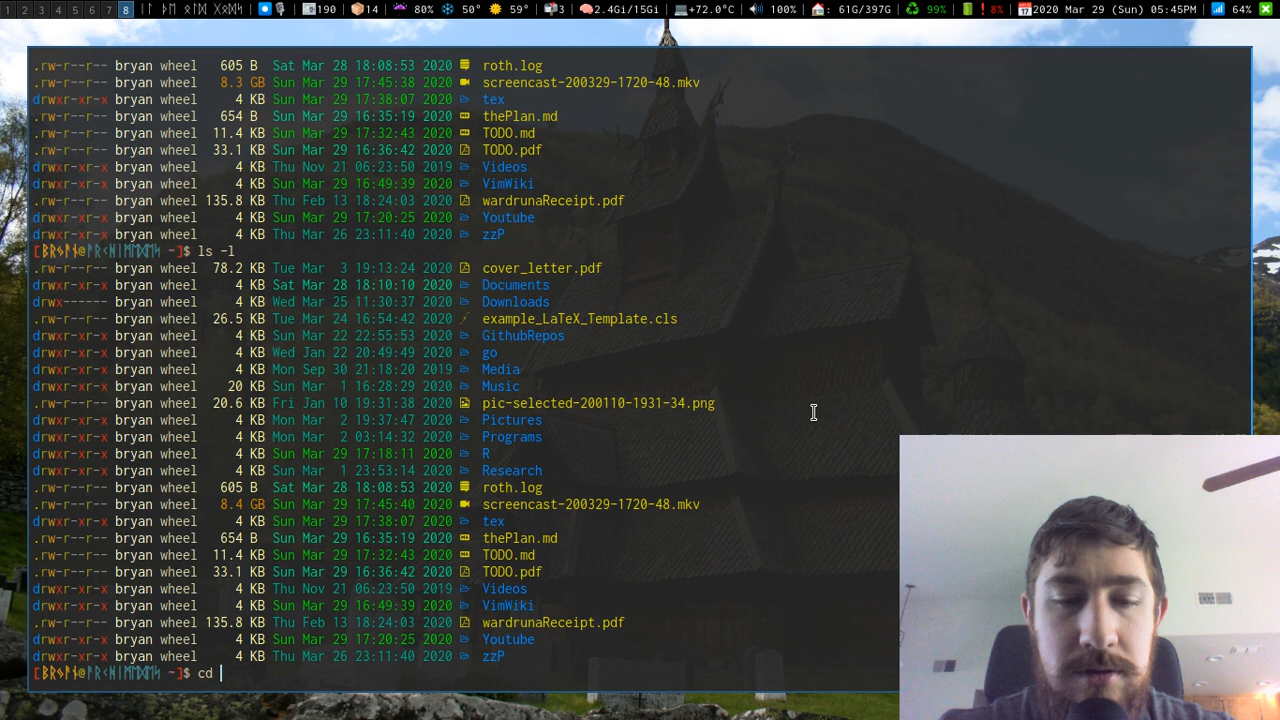 1 2 3 4 5 6 7 8 190 14 80% 50° 59° 3 2.4Gi/15Gi +72.0°C 100% : 61G/397G 99% 8% 2020 Mar 29 (Sun) 05:45PM 64%
.rw-r--r-- bryan wheel 605 B Sat Mar 28 18:08:53 2020 roth.log
.rw-r--r-- bryan wheel 8.3 GB Sun Mar 29 17:45:38 2020 screencast-200329-1720-48.mkv
drwxr-xr-x bryan wheel 4 KB Sun Mar 29 17:38:07 2020 tex
.rw-r--r-- bryan wheel 654 B Sun Mar 29 16:35:19 2020 thePlan.md
.rw-r--r-- bryan wheel 11.4 KB Sun Mar 29 17:32:43 2020 TODO.md
.rw-r--r-- bryan wheel 33.1 KB Sun Mar 29 16:36:42 2020 TODO.pdf
drwxr-xr-x bryan wheel 4 KB Thu Nov 21 06:23:50 2019 Videos
drwxr-xr-x bryan wheel 4 KB Sun Mar 29 16:49:39 2020 VimWiki
.rw-r--r-- bryan wheel 135.8 KB Thu Feb 13 18:24:03 2020 wardrunaReceipt.pdf
drwxr-xr-x bryan wheel 4 KB Sun Mar 29 17:20:25 2020 Youtube
drwxr-xr-x bryan wheel 4 KB Thu Mar 26 23:11:40 2020 zzP
~]$ ls -l
.rw-r--r-- bryan wheel 78.2 KB Tue Mar 3 19:13:24 2020 cover_letter.pdf
drwxr-xr-x bryan wheel 4 KB Sat Mar 28 18:10:10 2020 Documents
drwx------ bryan wheel 4 KB Wed Mar 25 11:30:37 2020 Downloads
.rw-r--r-- bryan wheel 26.5 KB Tue Mar 24 16:54:42 2020 example_LaTeX_Template.cls
drwxr-xr-x bryan wheel 4 KB Sun Mar 22 22:55:53 2020 GithubRepos
drwxr-xr-x bryan wheel 4 KB Wed Jan 22 20:49:49 2020 go
drwxr-xr-x bryan wheel 4 KB Mon Sep 30 21:18:20 2019 Media
drwxr-xr-x bryan wheel 20 KB Sun Mar 1 16:28:29 2020 Music
.rw-r--r-- bryan wheel 20.6 KB Fri Jan 10 19:31:38 2020 pic-selected-200110-1931-34.png
drwxr-xr-x bryan wheel 4 KB Mon Mar 2 19:37:47 2020 Pictures
drwxr-xr-x bryan wheel 4 KB Mon Mar 2 03:14:32 2020 Programs
drwxr-xr-x bryan wheel 4 KB Sun Mar 29 17:18:11 2020 R
drwxr-xr-x bryan wheel 4 KB Sun Mar 1 23:53:14 2020 Research
.rw-r--r-- bryan wheel 605 B Sat Mar 28 18:08:53 2020 roth.log
.rw-r--r-- bryan wheel 8.4 GB Sun Mar 29 17:45:40 2020 screencast-200329-1720-48.mkv
drwxr-xr-x bryan wheel 4 KB Sun Mar 29 17:38:07 2020 tex
.rw-r--r-- bryan wheel 654 B Sun Mar 29 16:35:19 2020 thePlan.md
.rw-r--r-- bryan wheel 11.4 KB Sun Mar 29 17:32:43 2020 TODO.md
.rw-r--r-- bryan wheel 33.1 KB Sun Mar 29 16:36:42 2020 TODO.pdf
drwxr-xr-x bryan wheel 4 KB Thu Nov 21 06:23:50 2019 Videos
drwxr-xr-x bryan wheel 4 KB Sun Mar 29 16:49:39 2020 VimWiki
.rw-r--r-- bryan wheel 135.8 KB Thu Feb 13 18:24:03 2020 wardrunaReceipt.pdf
drwxr-xr-x bryan wheel 4 KB Sun Mar 29 17:20:25 2020 Youtube
drwxr-xr-x bryan wheel 4 KB Thu Mar 26 23:11:40 2020 zzP
~]$ cd